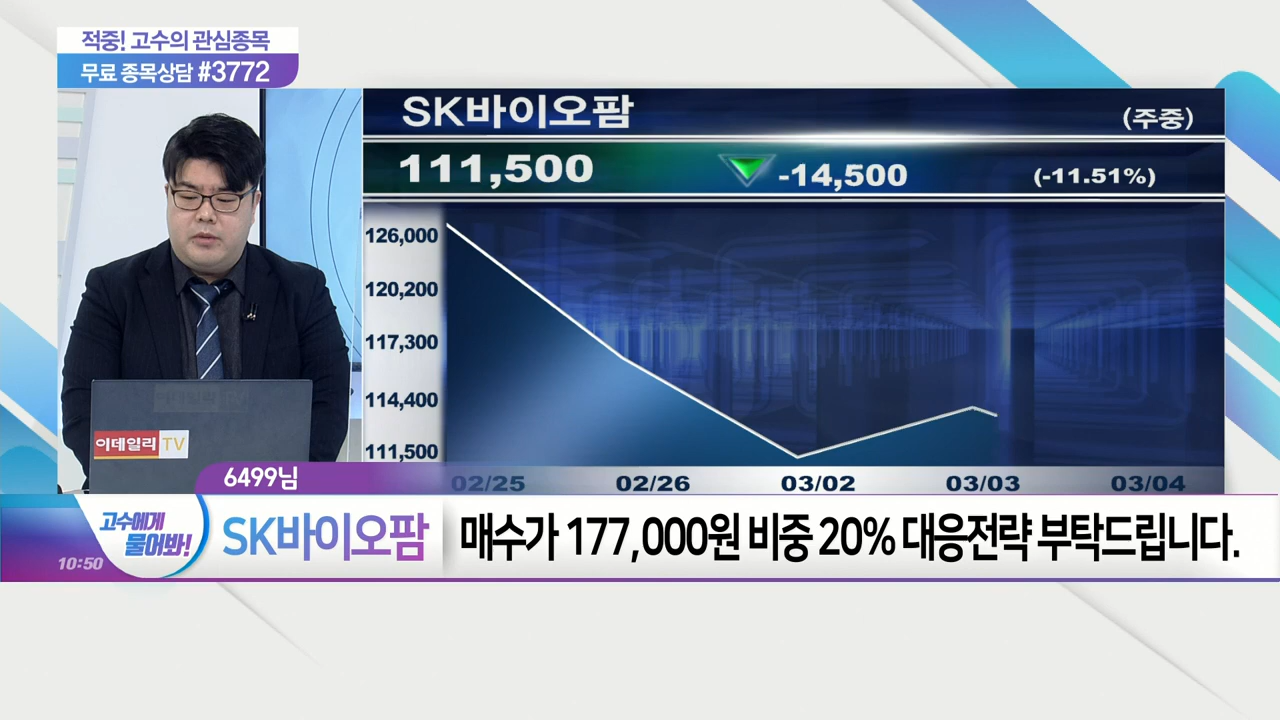 적중! 고수의 관심종목
무료 종목상담 #3772
SK바이오팜
(주중)
111,500
-14,500
(-11.51%)
126,000
120,200
117,300
114,400
111,500
02/25
02/26
03/02
03/03
03/04
이데일리TV
6499님
고수에게
물어봐!
10:50
SK바이오팜
매수가 177,000원 비중 20% 대응전략 부탁드립니다.